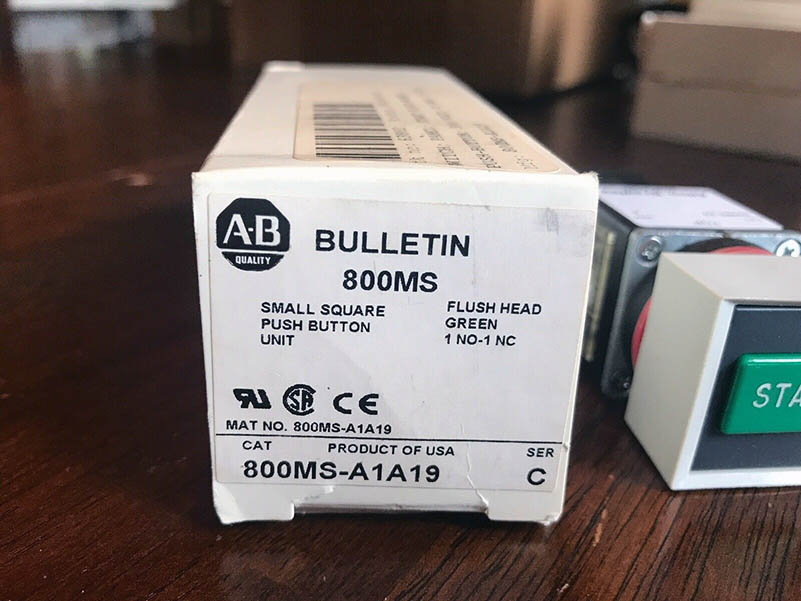 A·B
QUALITY
BULLETIN
800MS
SMALL SQUARE FLUSH HEAD
PUSH BUTTON GREEN
UNIT 1 NO-1 NC
CE
MAT NO. 800MS-A1A19
CAT PRODUCT OF USA SER
800MS-A1A19 C
STA